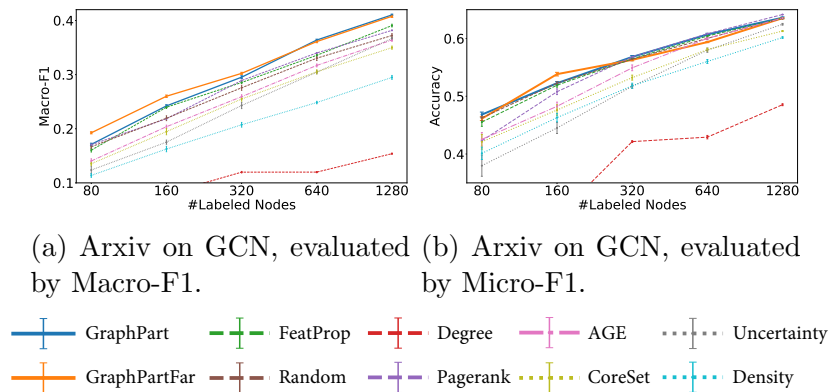 0.4
0.3
0.2
0.1
Macro-F1
80 160 320 640 1280
#Labeled Nodes
0.6
0.5
0.4
Accuracy
80 160 320 640 1280
#Labeled Nodes
(a) Arxiv on GCN, evaluated
by Macro-F1.
(b) Arxiv on GCN, evaluated
by Micro-F1.
GraphPart FeatProp Degree AGE Uncertainty
GraphPartFar Random Pagerank CoreSet Density